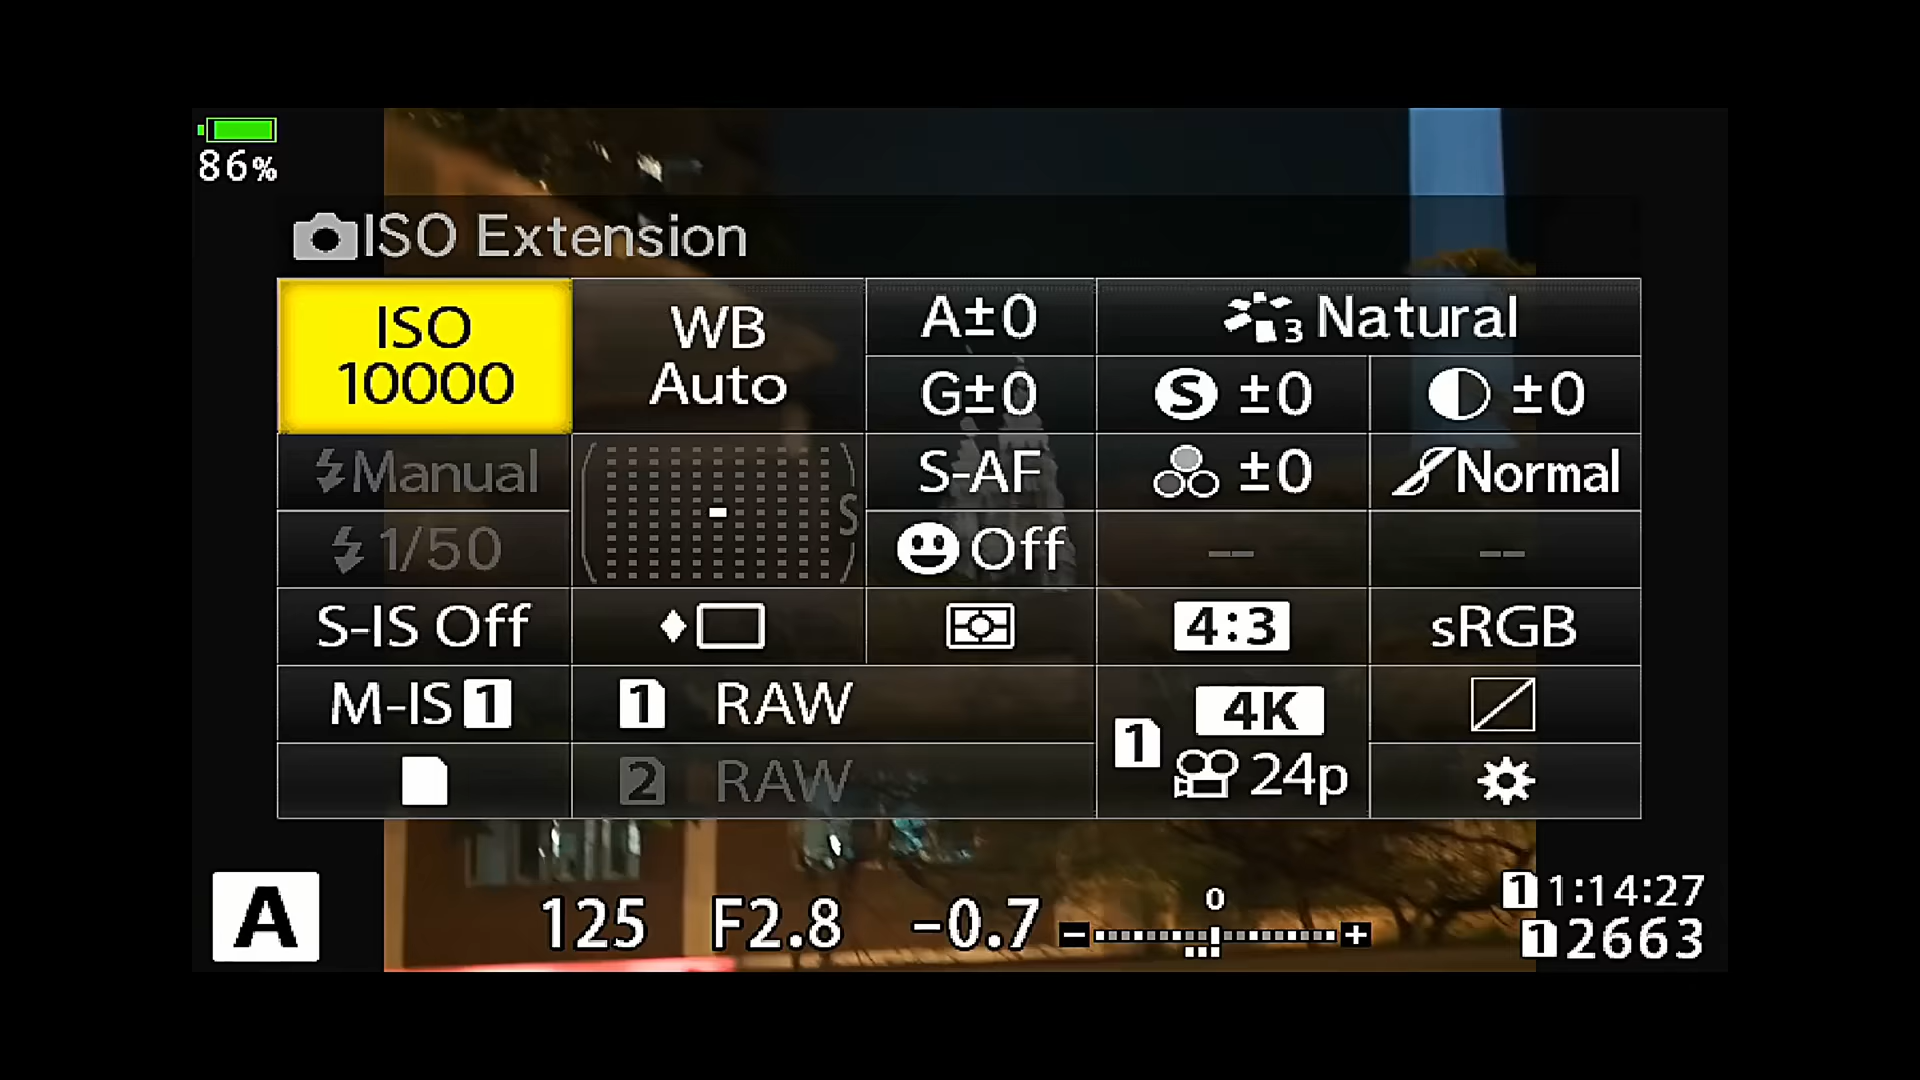 86%
ISO Extension
ISO
10000
WB
Auto
A±0
G±0
3 Natural
S ±0
±0
Manual
S
S-AF
±0
Normal
1/50
Off
--
--
S-IS Off
4:3
sRGB
M-IS 1
1 RAW
1 4K
24p
2 RAW
A
125
F2.8
-0.7
0
- +
1 1:14:27
1 2663